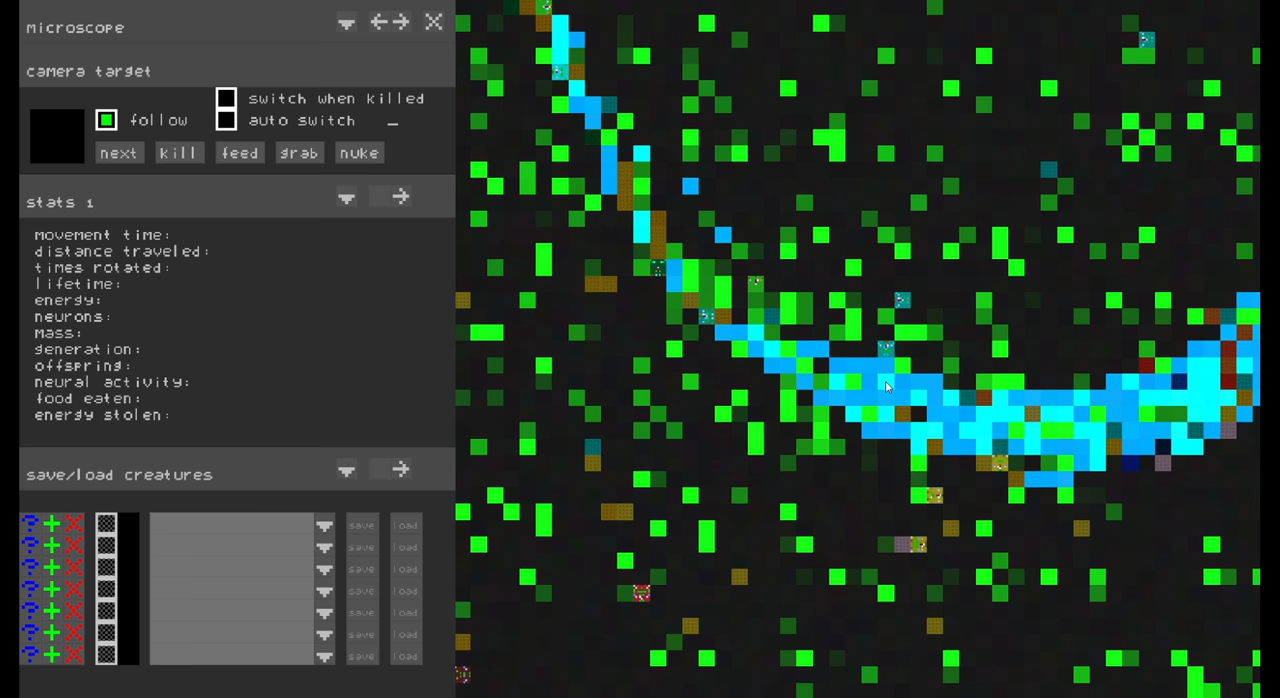 microscope
camera target
switch when killed
follow
auto switch
next kill feed grab nuke
stats 1
movement time:
distance traveled:
times rotated:
lifetime:
energy:
neurons:
mass:
generation:
offspring:
neural activity:
food eaten:
energy stolen:
save/load creatures
? + X save load
? + X save load
? + X save load
? + X save load
? + X save load
? + X save load
? + X save load